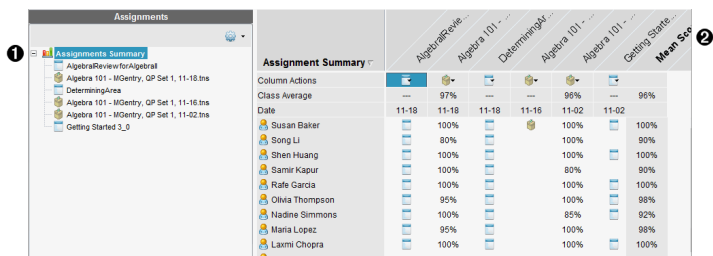 Assignments
❶
Assignments Summary
AlgebraIReviewforAlgebraII
Algebra 101 - MGentry, QP Set 1, 11-18.tns
DeterminingArea
Algebra 101 - MGentry, QP Set 1, 11-16.tns
Algebra 101 - MGentry, QP Set 1, 11-02.tns
Getting Started 3_0
❷
Assignment Summary AlgebraIRevie... Algebra 101 - ... DeterminingAr... Algebra 101 - ... Algebra 101 - ... Getting Starte... Mean Sco
Column Actions
Class Average --- 97% --- --- 96% --- 96%
Date 11-18 11-18 11-18 11-16 11-02 11-02
Susan Baker 100% 100% 100%
Song Li 80% 100% 90%
Shen Huang 100% 100% 100%
Samir Kapur 100% 80% 90%
Rafe Garcia 100% 100% 100%
Olivia Thompson 95% 100% 98%
Nadine Simmons 100% 85% 92%
Maria Lopez 95% 100% 98%
Laxmi Chopra 100% 100% 100%